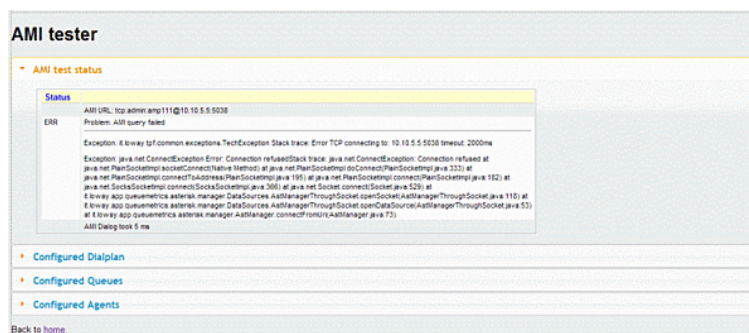 AMI tester
AMI test status
Status
AMI URL: tcp:admin.amp111@10.10.5.5:5038
ERR Problem: AMI query failed
Exception: it.loway.tpf.common.exceptions.TechException Stack trace: Error TCP connecting to: 10.10.5.5:5038 timeout: 2000ms
Exception: java.net.ConnectException Error: Connection refusedStack trace: java.net.ConnectException: Connection refused at
java.net.PlainSocketImpl.socketConnect(Native Method) at java.net.PlainSocketImpl.doConnect(PlainSocketImpl.java:333) at
java.net.PlainSocketImpl.connectToAddress(PlainSocketImpl.java:195) at java.net.PlainSocketImpl.connect(PlainSocketImpl.java:182) at
java.net.SocksSocketImpl.connect(SocksSocketImpl.java:366) at java.net.Socket.connect(Socket.java:529) at
it.loway.app.queuemetrics.asterisk.manager.DataSources.AstManagerThroughSocket.openSocket(AstManagerThroughSocket.java:118) at
it.loway.app.queuemetrics.asterisk.manager.DataSources.AstManagerThroughSocket.openDataSource(AstManagerThroughSocket.java:53)
at it.loway.app.queuemetrics.asterisk.manager.AstManager.connectFromUri(AstManager.java:73)
AMI Dialog took 5 ms
Configured Dialplan
Configured Queues
Configured Agents
Back to home.